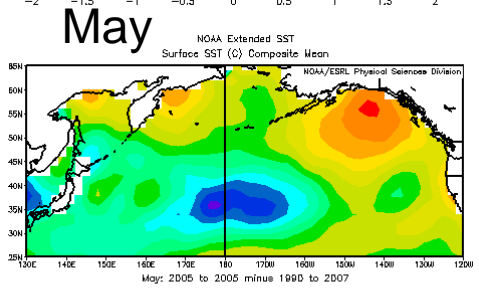 -2 -1.5 -1 -0.5 0 0.5 1 1.5 2
May
NOAA Extended SST
Surface SST (C) Composite Mean
NOAA/ESRL Physical Sciences Division
65N
60N
55N
50N
45N
40N
35N
30N
25N
130E 140E 150E 160E 170E 180 170W 160W 150W 140W 130W 120W
May: 2005 to 2005 minus 1990 to 2007